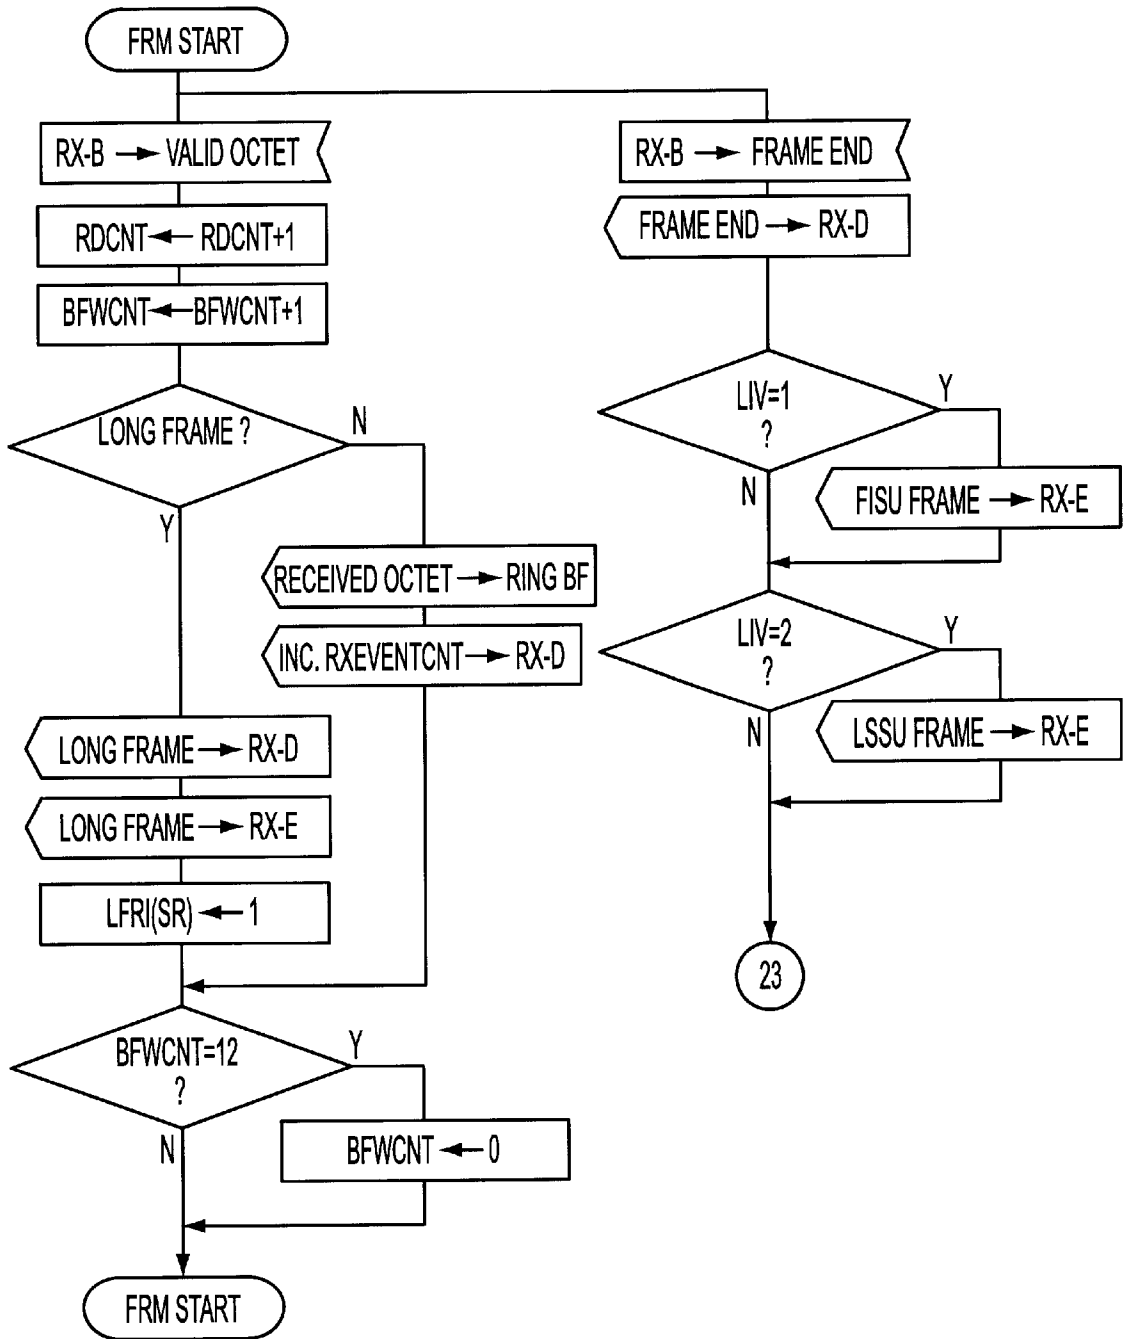 FRM START
RX-B → VALID OCTET
RDCNT ← RDCNT+1
BFWCNT ← BFWCNT+1
LONG FRAME ?
N
Y
RECEIVED OCTET → RING BF
INC. RXEVENTCNT → RX-D
LONG FRAME → RX-D
LONG FRAME → RX-E
LFRI(SR) ← 1
BFWCNT=12
?
Y
N
BFWCNT ← 0
FRM START
RX-B → FRAME END
FRAME END → RX-D
LIV=1
?
Y
N
FISU FRAME → RX-E
LIV=2
?
Y
N
LSSU FRAME → RX-E
23